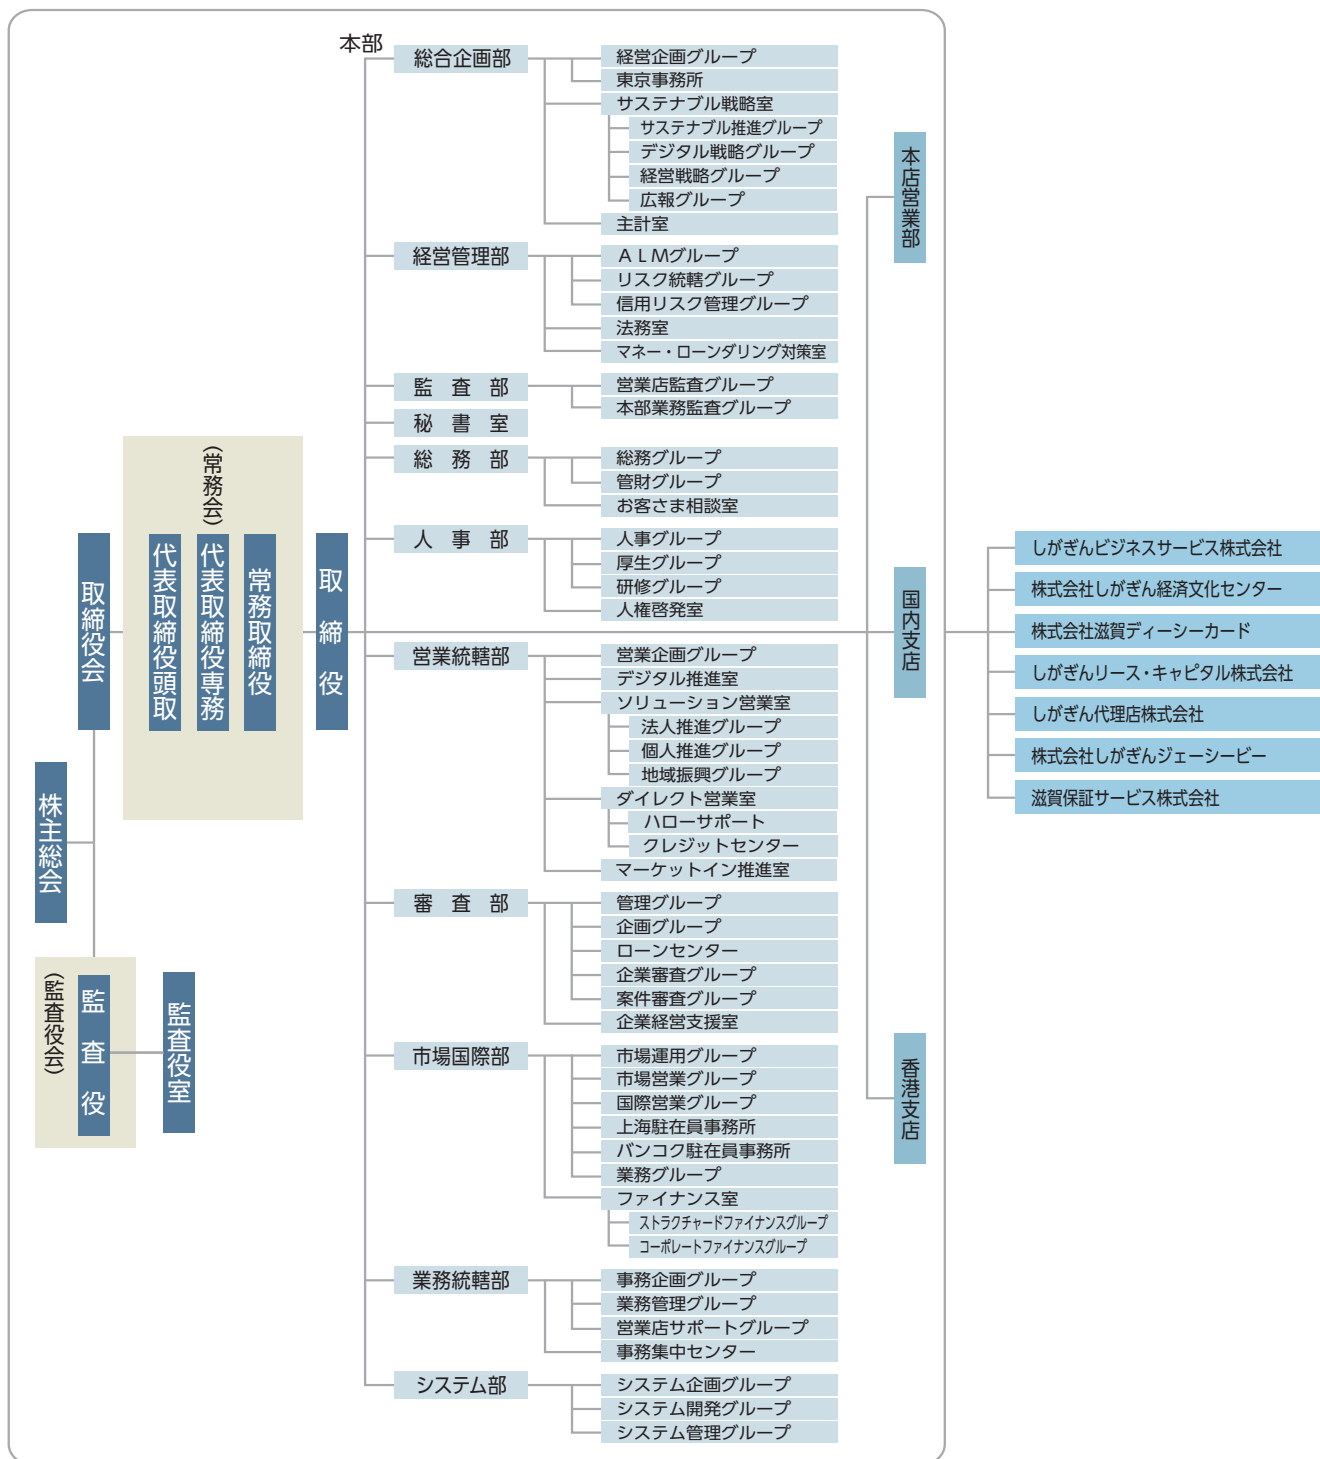 本部
総合企画部
経営企画グループ
東京事務所
サステナブル戦略室
サステナブル推進グループ
デジタル戦略グループ
経営戦略グループ
広報グループ
主計室
経営管理部
ALMグループ
リスク統轄グループ
信用リスク管理グループ
法務室
マネー・ローンダリング対策室
監査部
営業店監査グループ
本部業務監査グループ
秘書室
総務部
総務グループ
管財グループ
お客さま相談室
人事部
人事グループ
厚生グループ
研修グループ
人権啓発室
営業統轄部
営業企画グループ
デジタル推進室
ソリューション営業室
法人推進グループ
個人推進グループ
地域振興グループ
ダイレクト営業室
ハローサポート
クレジットセンター
マーケットイン推進室
審査部
管理グループ
企画グループ
ローンセンター
企業審査グループ
案件審査グループ
企業経営支援室
市場国際部
市場運用グループ
市場営業グループ
国際営業グループ
上海駐在員事務所
バンコク駐在員事務所
業務グループ
ファイナンス室
ストラクチャードファイナンスグループ
コーポレートファイナンスグループ
業務統轄部
事務企画グループ
業務管理グループ
営業店サポートグループ
事務集中センター
システム部
システム企画グループ
システム開発グループ
システム管理グループ
株主総会
取締役会
(常務会)
代表取締役頭取
代表取締役専務
常務取締役
取締役
(監査役会)
監査役
監査役室
本店営業部
国内支店
香港支店
しがぎんビジネスサービス株式会社
株式会社しがぎん経済文化センター
株式会社滋賀ディーシーカード
しがぎんリース・キャピタル株式会社
しがぎん代理店株式会社
株式会社しがぎんジェーシービー
滋賀保証サービス株式会社